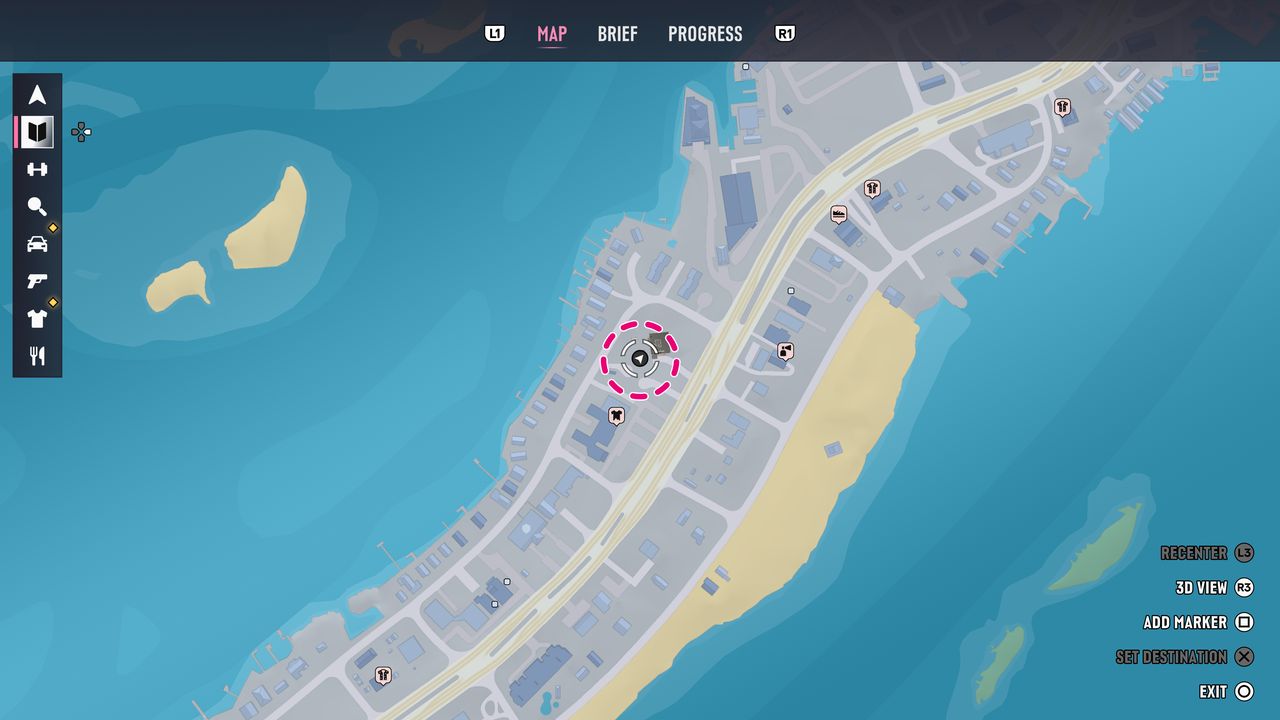 L1 MAP BRIEF PROGRESS R1
RECENTER L3
3D VIEW R3
ADD MARKER
SET DESTINATION
EXIT